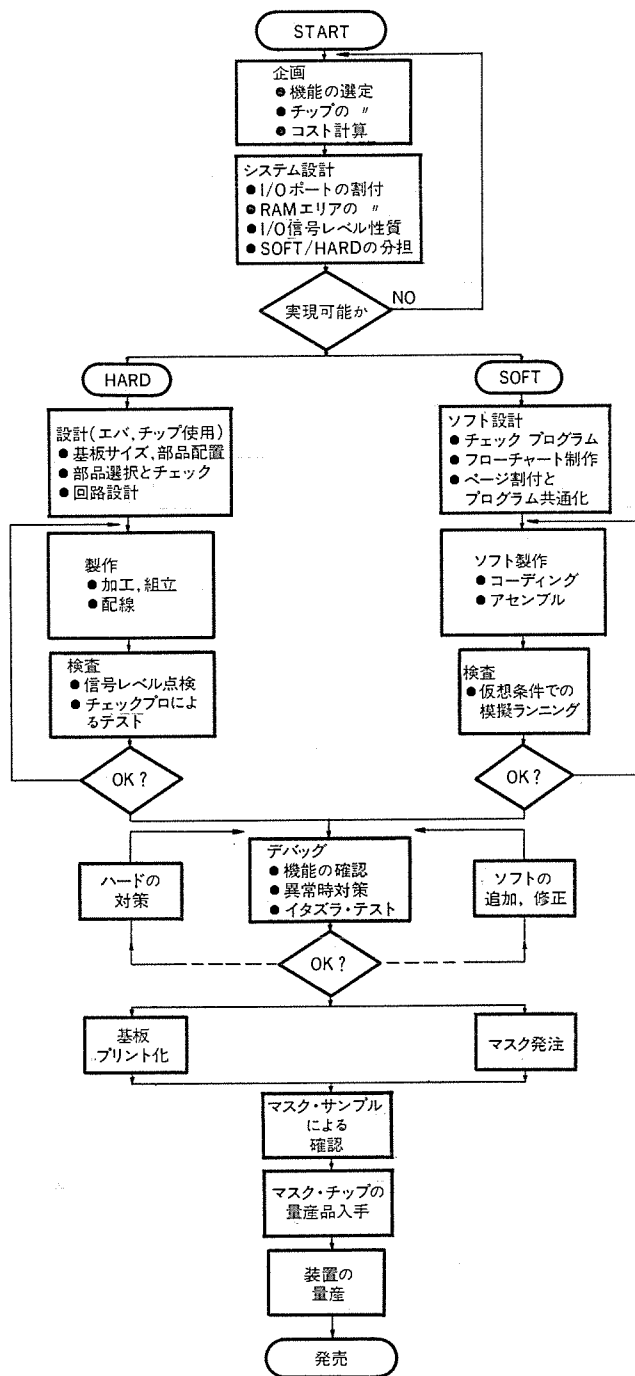 START
企画
● 機能の選定
● チップの 〃
● コスト計算
システム設計
● I/Oポートの割付
● RAMエリアの 〃
● I/O信号レベル性質
● SOFT/HARDの分担
実現可能か
NO
HARD
設計(エバ,チップ使用)
● 基板サイズ、部品配置
● 部品選択とチェック
● 回路設計
製作
● 加工,組立
● 配線
検査
● 信号レベル点検
● チェックプロに
よるテスト
OK?
SOFT
ソフト設計
● チェック プログラム
● フローチャート制作
● ページ割付と
プログラム共通化
ソフト製作
● コーディング
● アセンブル
検査
● 仮想条件での
模擬ランニング
OK?
デバッグ
● 機能の確認
● 異常時対策
● イタズラ・テスト
ハードの
対策
ソフトの
追加, 修正
OK?
基板
プリント化
マスク発注
マスク・サンプル
による
確認
マスク・チップの
量産品入手
装置の
量産
発売